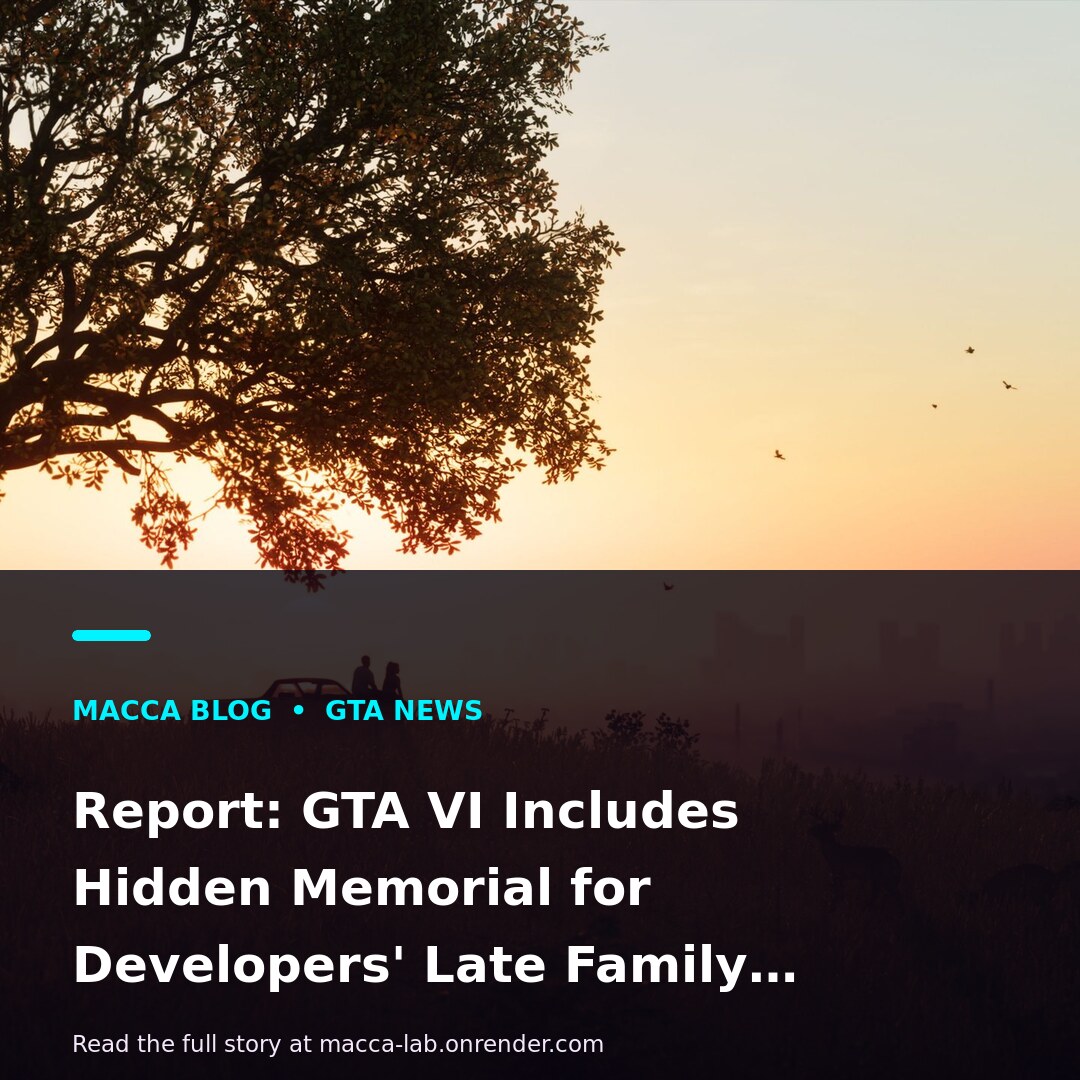 MACCA BLOG • GTA NEWS
Report: GTA VI Includes
Hidden Memorial for
Developers' Late Family…
Read the full story at macca-lab.onrender.com